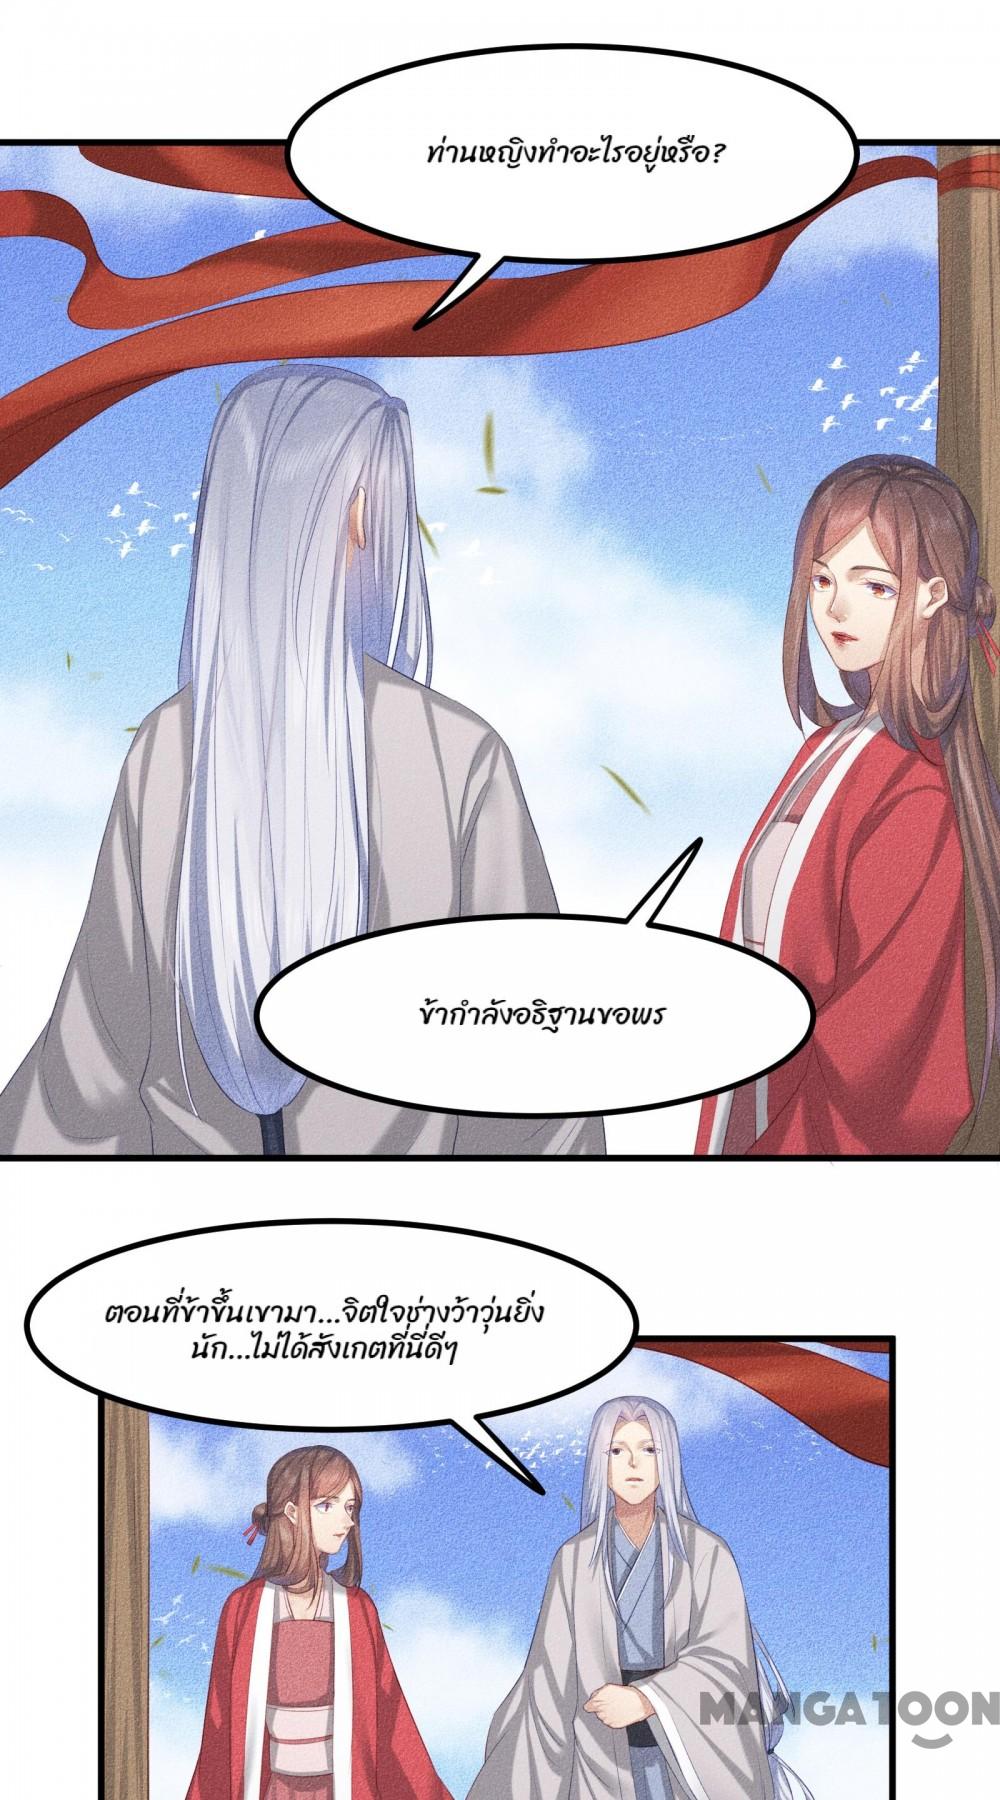 ท่านหญิงทำอะไรอยู่หรือ?
ข้ากำลังอธิฐานขอพร
ตอนที่ข้าขึ้นเขามา...จิตใจช่างว้าวุ่นยิ่ง
นัก...ไม่ได้สังเกตที่นี่ดีๆ
MANGATOON